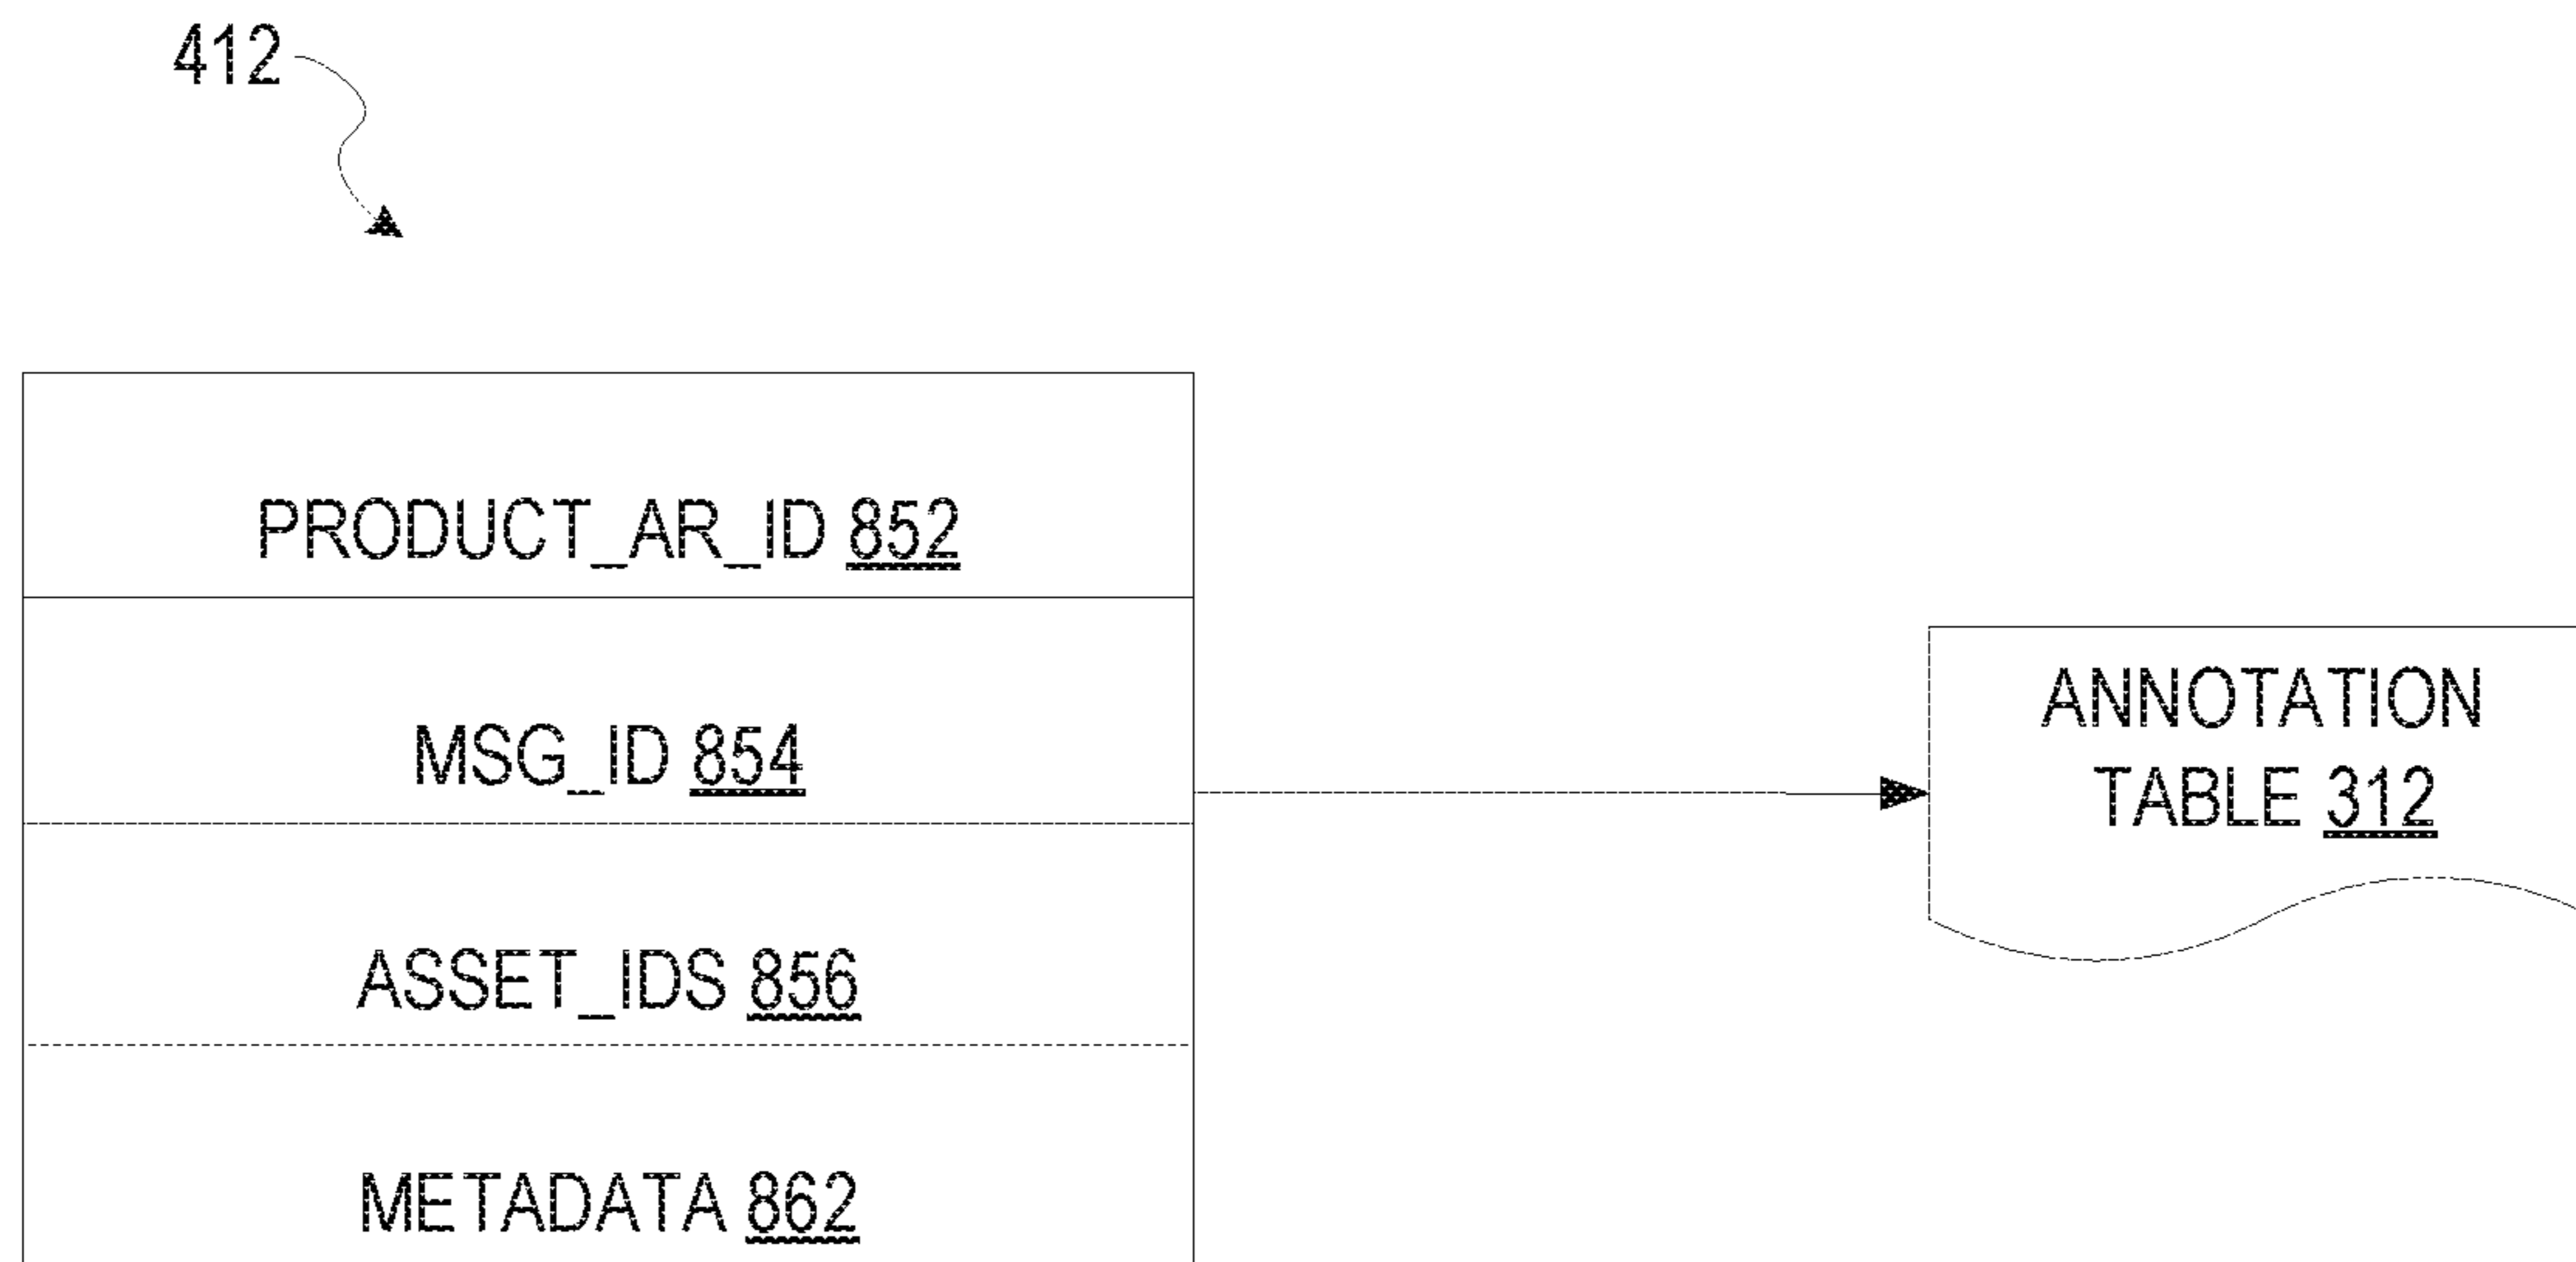 412
PRODUCT_AR_ID 852
MSG_ID 854
ANNOTATION
TABLE 312
ASSET_IDS 856
METADATA 862